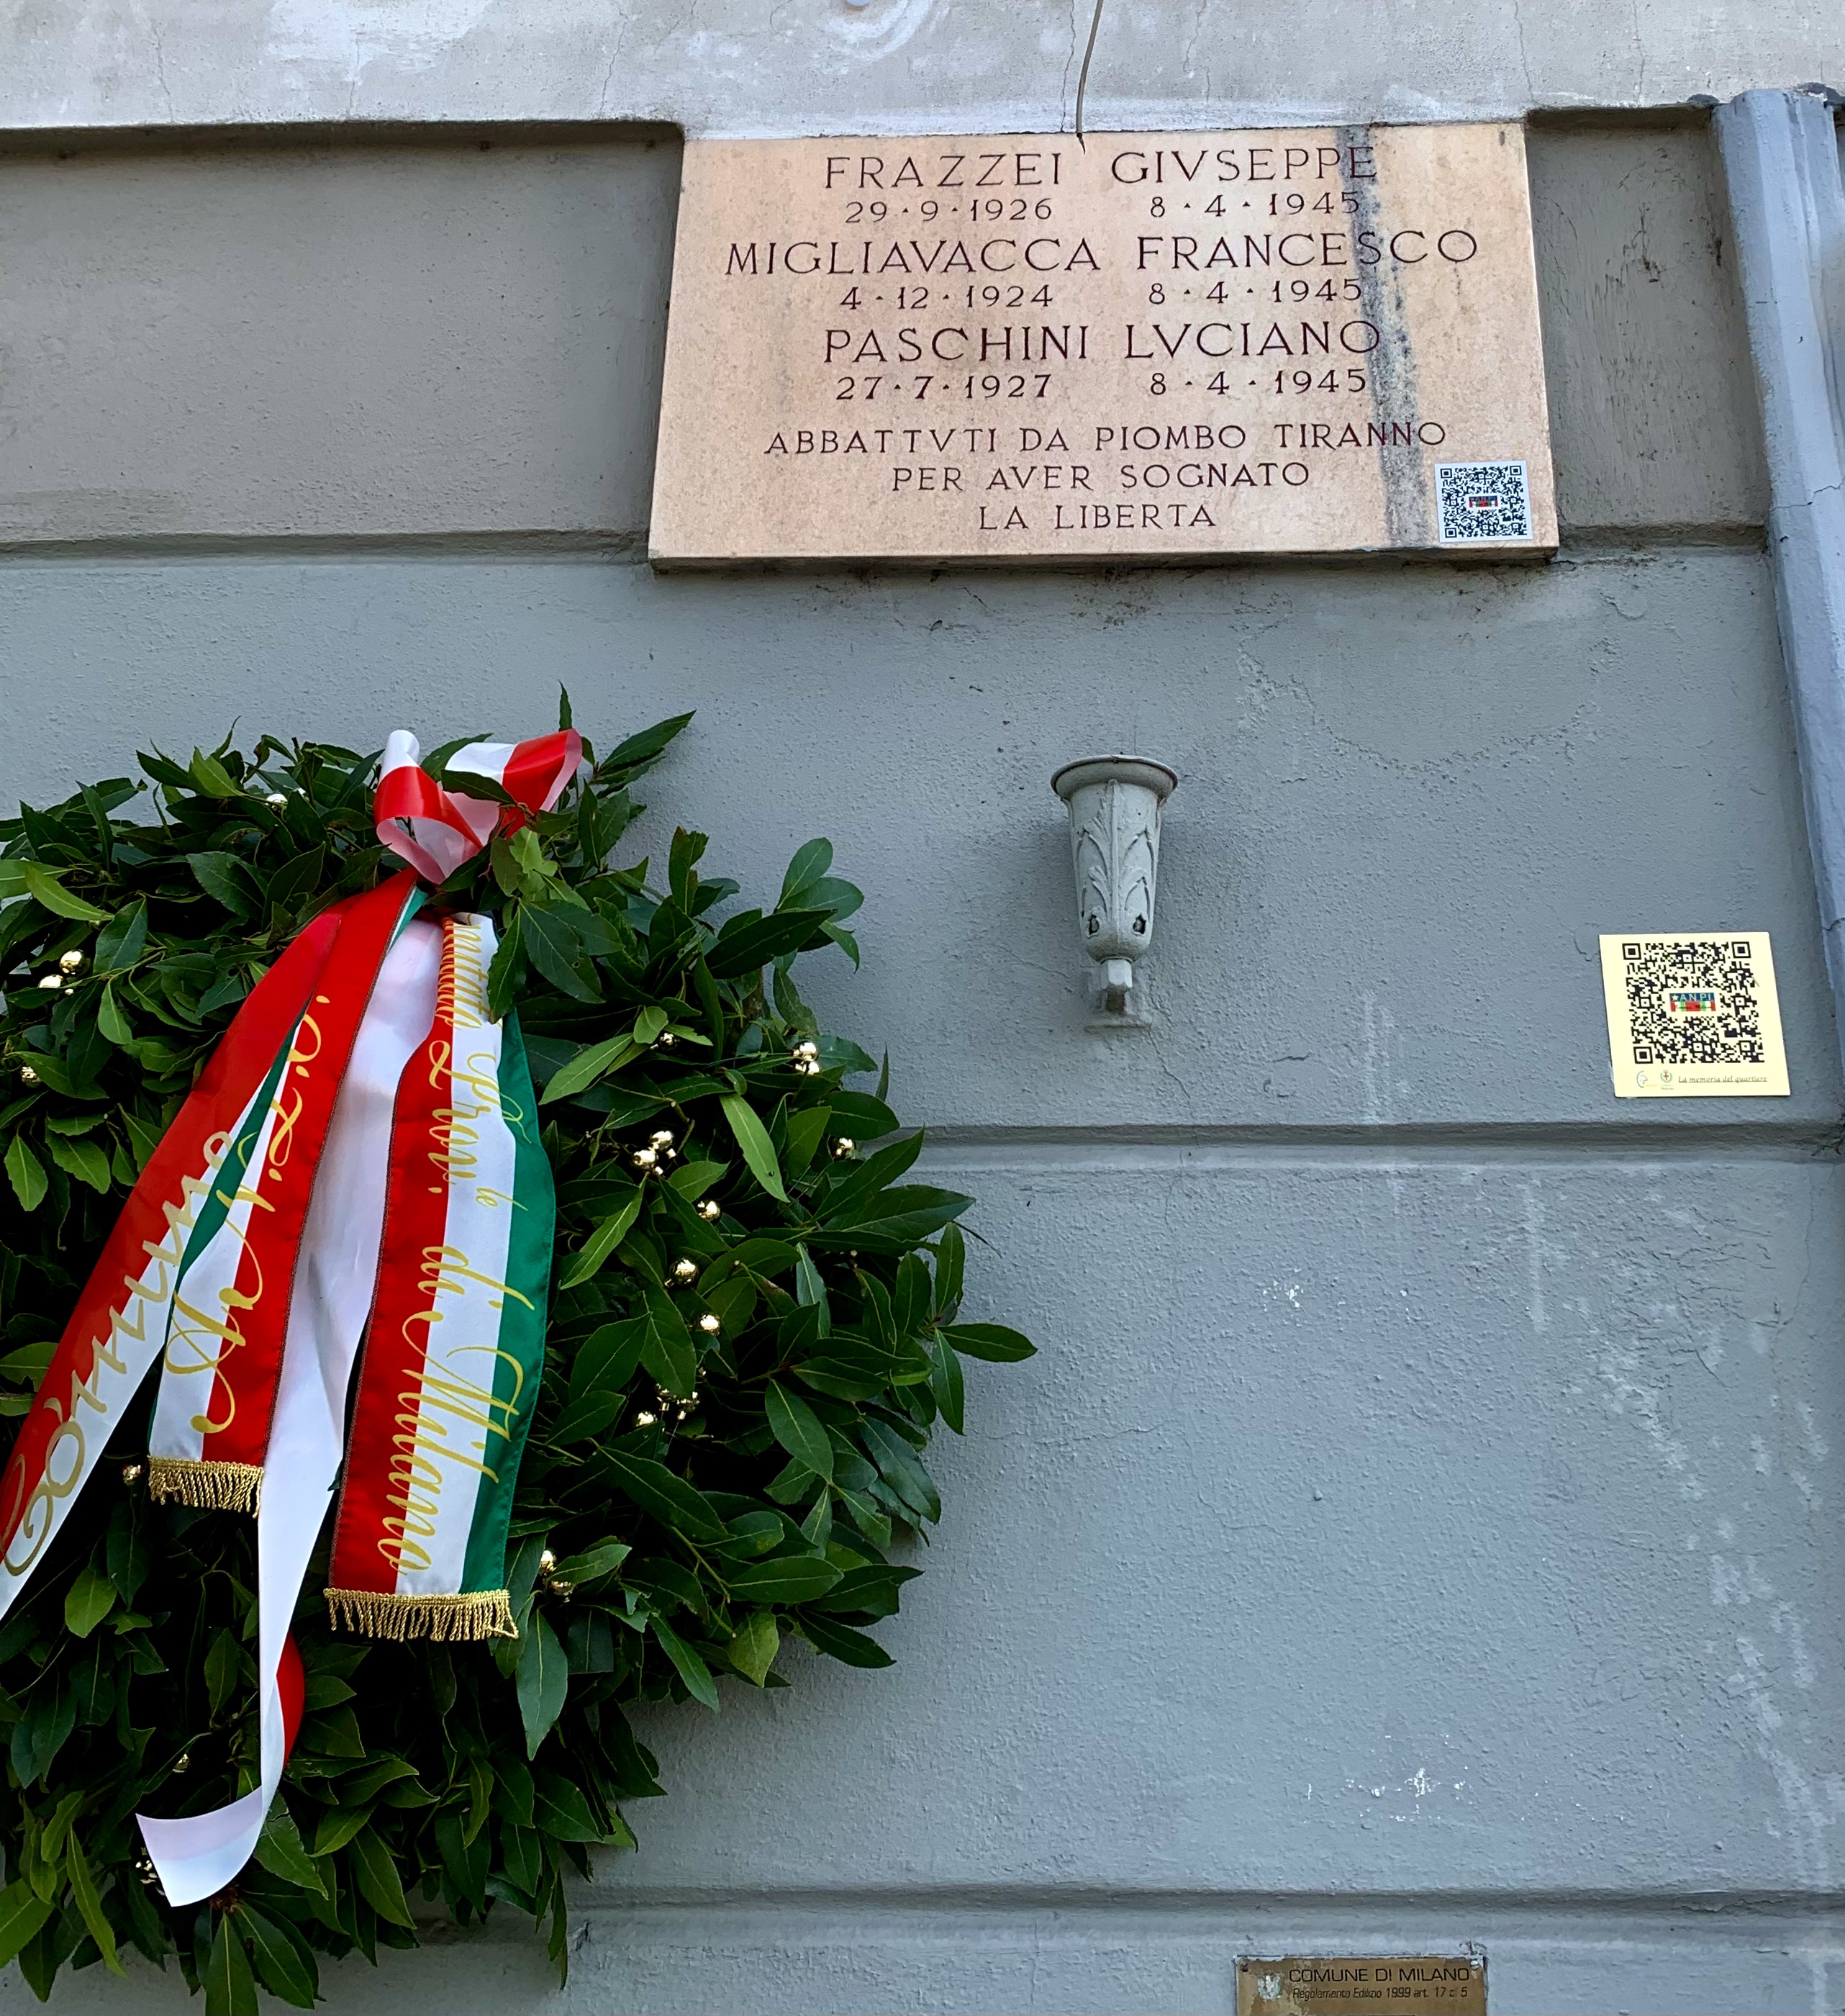 FRAZZEI GIVSEPPE
29·9·1926 8·4·1945
MIGLIAVACCA FRANCESCO
4·12·1924 8·4·1945
PASCHINI LVCIANO
27·7·1927 8·4·1945
ABBATTVTI DA PIOMBO TIRANNO
PER AVER SOGNATO
LA LIBERTA
A.N.P.I.
Comitato Prov.le
di Milano
Comune
ANPI
La memoria del quartiere
COMUNE DI MILANO
Regolamento Edilizio 1999 art. 17 c. 5